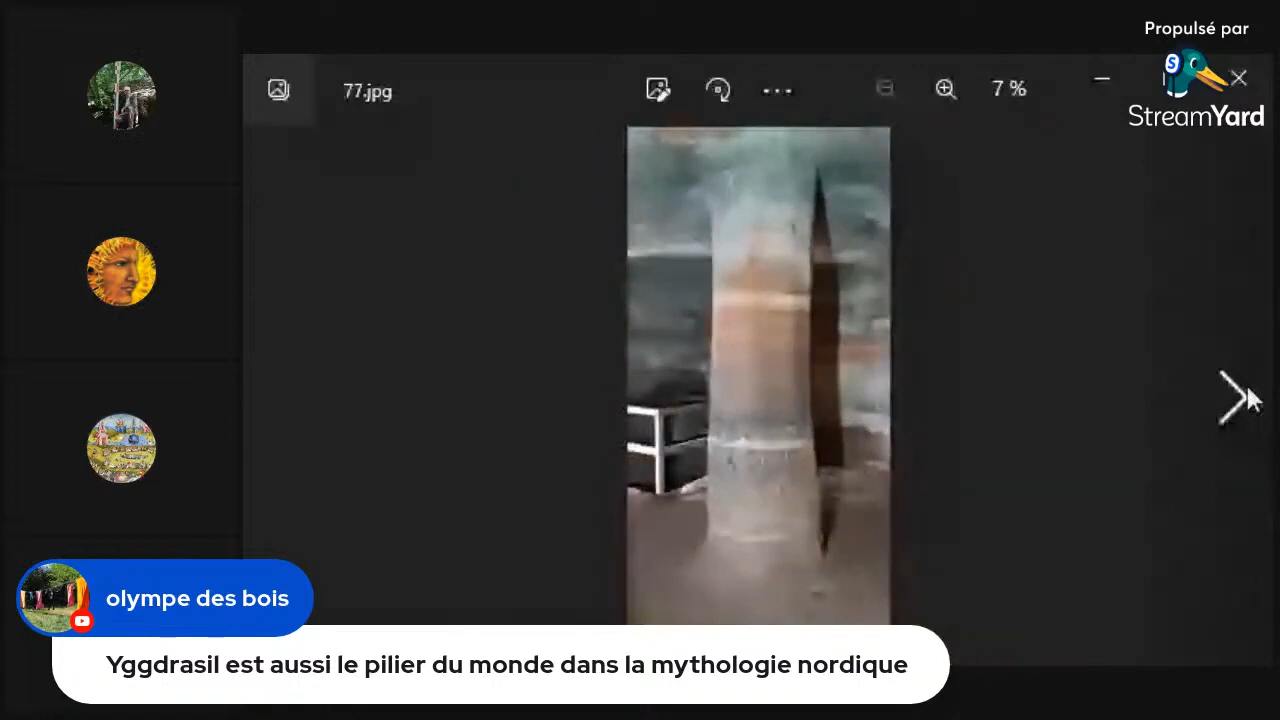 Propulsé par
StreamYard
77.jpg
7 %
olympe des bois
Yggdrasil est aussi le pilier du monde dans la mythologie nordique